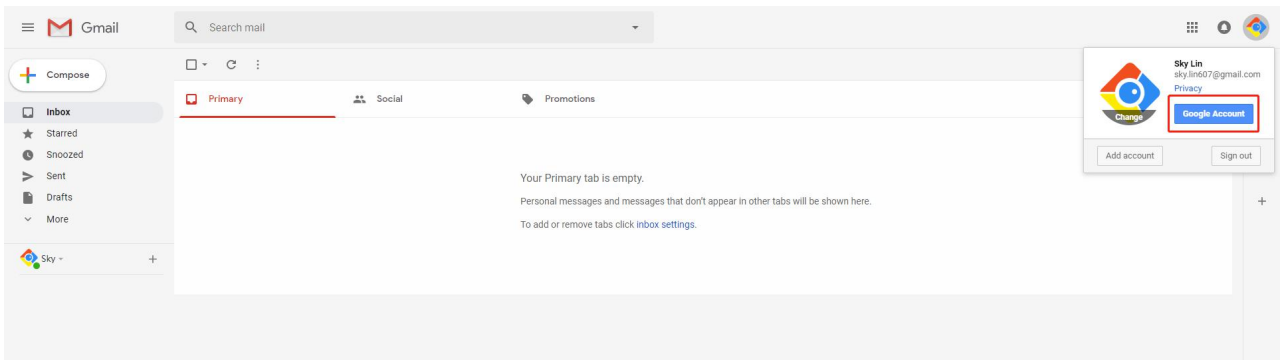 Gmail
Search mail
Compose
Inbox
Starred
Snoozed
Sent
Drafts
More
Sky
Primary
Social
Promotions
Your Primary tab is empty.
Personal messages and messages that don't appear in other tabs will be shown here.
To add or remove tabs click inbox settings.
Sky Lin
sky.lin607@gmail.com
Privacy
Change
Google Account
Add account
Sign out